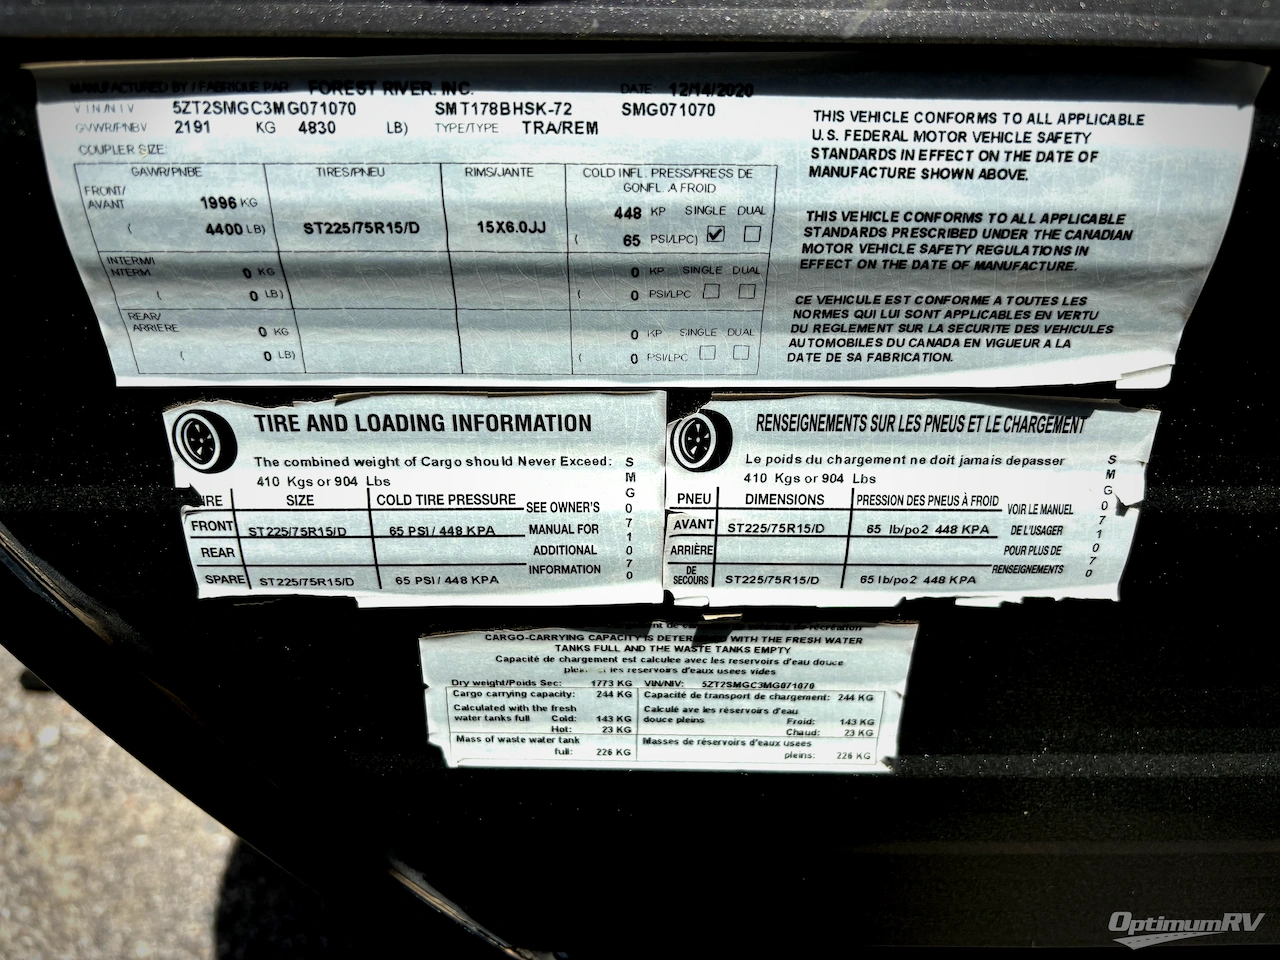 MANUFACTURED BY / FABRIQUE PAR FOREST RIVER, INC. DATE 12/14/2020
VIN/NIV 5ZT2SMGC3MG071070 SMT178BHSK-72 SMG071070
GVWR/PNBV 2191 KG 4830 LB) TYPE/TYPE TRA/REM
COUPLER SIZE:
GAWR/PNBE TIRES/PNEU RIMS/JANTE COLD INFL. PRESS/PRESS DE
GONFL. A FROID
FRONT/
AVANT 1996 KG 448 KP SINGLE DUAL
( 4400 LB) ST225/75R15/D 15X6.0JJ ( 65 PSI/LPC)
INTERM/I
NTERM 0 KG 0 KP SINGLE DUAL
( 0 LB) ( 0 PSI/LPC
REAR/
ARRIERE 0 KG 0 KP SINGLE DUAL
( 0 LB) ( 0 PSI/LPC
THIS VEHICLE CONFORMS TO ALL APPLICABLE
U.S. FEDERAL MOTOR VEHICLE SAFETY
STANDARDS IN EFFECT ON THE DATE OF
MANUFACTURE SHOWN ABOVE.
THIS VEHICLE CONFORMS TO ALL APPLICABLE
STANDARDS PRESCRIBED UNDER THE CANADIAN
MOTOR VEHICLE SAFETY REGULATIONS IN
EFFECT ON THE DATE OF MANUFACTURE.
CE VEHICULE EST CONFORME A TOUTES LES
NORMES QUI LUI SONT APPLICABLES EN VERTU
DU REGLEMENT SUR LA SECURITE DES VEHICULES
AUTOMOBILES DU CANADA EN VIGUEUR A LA
DATE DE SA FABRICATION.
TIRE AND LOADING INFORMATION
The combined weight of Cargo should Never Exceed:
410 Kgs or 904 Lbs
IRE SIZE COLD TIRE PRESSURE SEE OWNER'S
FRONT ST225/75R15/D 65 PSI / 448 KPA MANUAL FOR
REAR ADDITIONAL
SPARE ST225/75R15/D 65 PSI / 448 KPA INFORMATION
SMG071070
RENSEIGNEMENTS SUR LES PNEUS ET LE CHARGEMENT
Le poids du chargement ne doit jamais depasser
410 Kgs or 904 Lbs
PNEU DIMENSIONS PRESSION DES PNEUS À FROID VOIR LE MANUEL
AVANT ST225/75R15/D 65 lb/po2 448 KPA DE L'USAGER
ARRIÈRE POUR PLUS DE
DE SECOURS ST225/75R15/D 65 lb/po2 448 KPA RENSEIGNEMENTS
SMG071070
CARGO-CARRYING CAPACITY IS DETERMINED WITH THE FRESH WATER
TANKS FULL AND THE WASTE TANKS EMPTY
Capacité de chargement est calculee avec les reservoirs d'eau douce
les reservoirs d'eaux usees vides
Dry weight/Poids Sec: 1773 KG VIN/NIV: 5ZT2SMGC3MG071070
Cargo carrying capacity: 244 KG Capacité de transport de chargement: 244 KG
Calculated with the fresh Calculé ave les réservoirs d'eau
water tanks full Cold: 143 KG douce pleins Froid: 143 KG
Hot: 23 KG Chaud: 23 KG
Mass of waste water tank Masses de réservoirs d'eaux usees
full: 226 KG pleins: 226 KG
OptimumRV